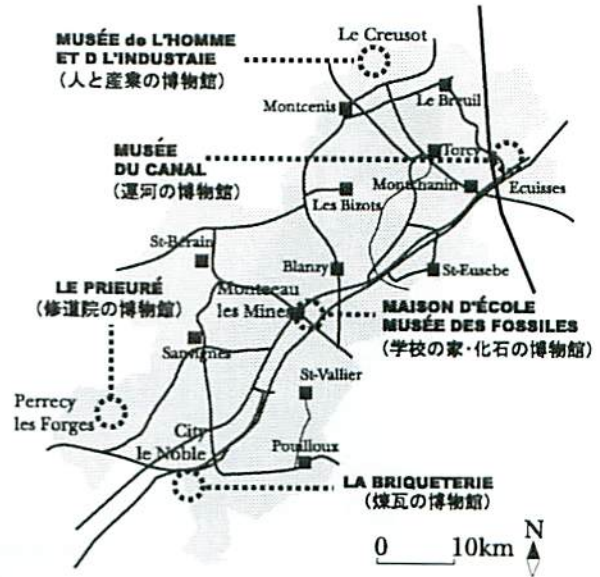 MUSÉE de L'HOMME
ET D L'INDUSTAIE
(人と産業の博物館)
Le Creusot
Montcenis
Le Breuil
MUSÉE
DU CANAL
(運河の博物館)
Torcy
Montchanin
Ecuisses
Les Bizots
St-Bérain
Blanzy
St-Eusebe
LE PRIEURÉ
(修道院の博物館)
Montceau
les Mines
MAISON D'ÉCOLE
MUSÉE DES FOSSILES
(学校の家・化石の博物館)
Sanvignes
St-Vallier
Perrecy
les Forges
City
le Noble
Pouilloux
LA BRIQUETERIE
(煉瓦の博物館)
N
0 10km